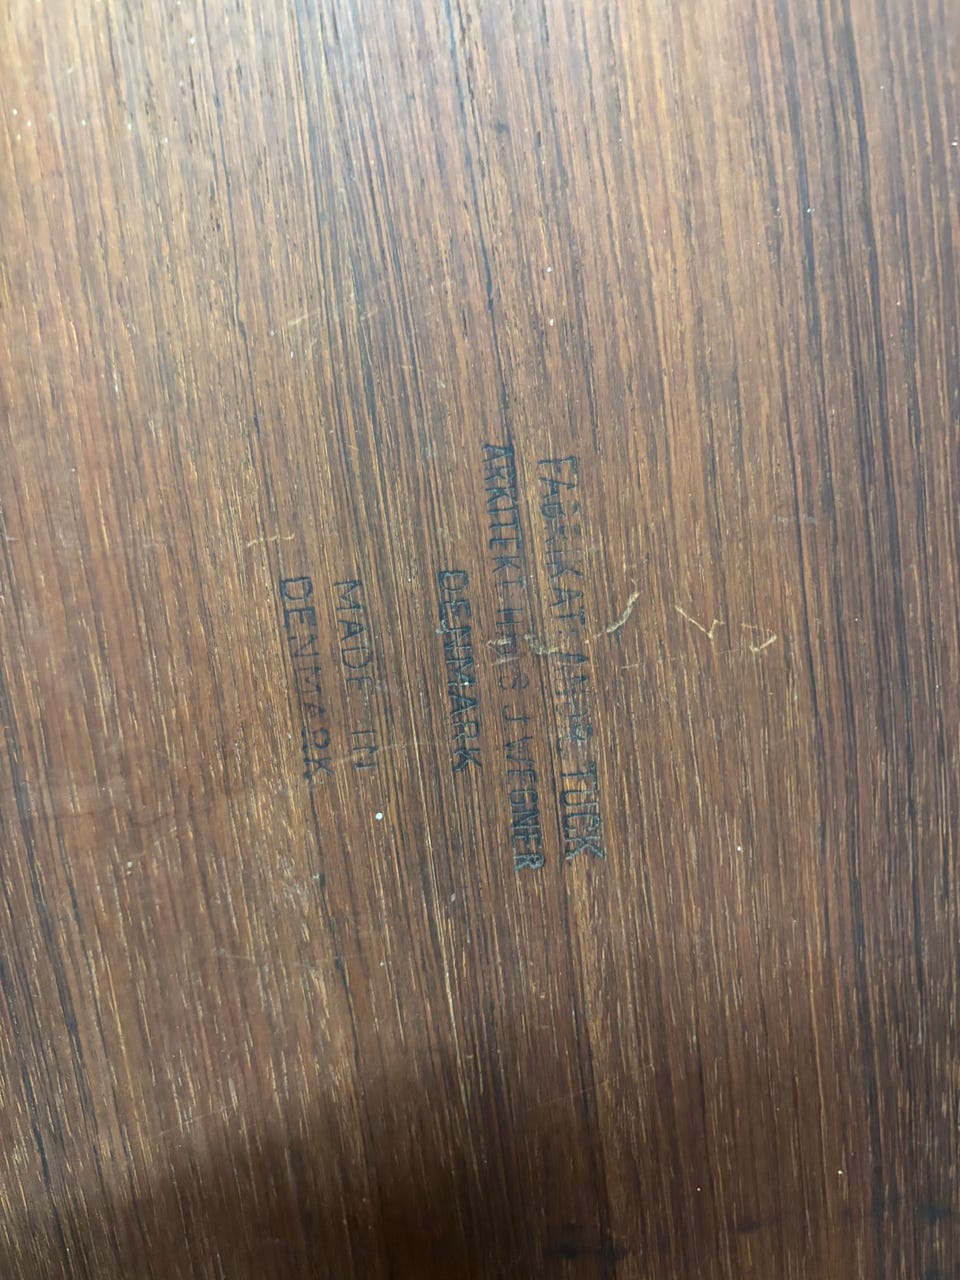 FABRIKAT: ANDR. TUCK
ARKITEKT: HANS J. WEGNER
DENMARK
MADE IN
DENMARK